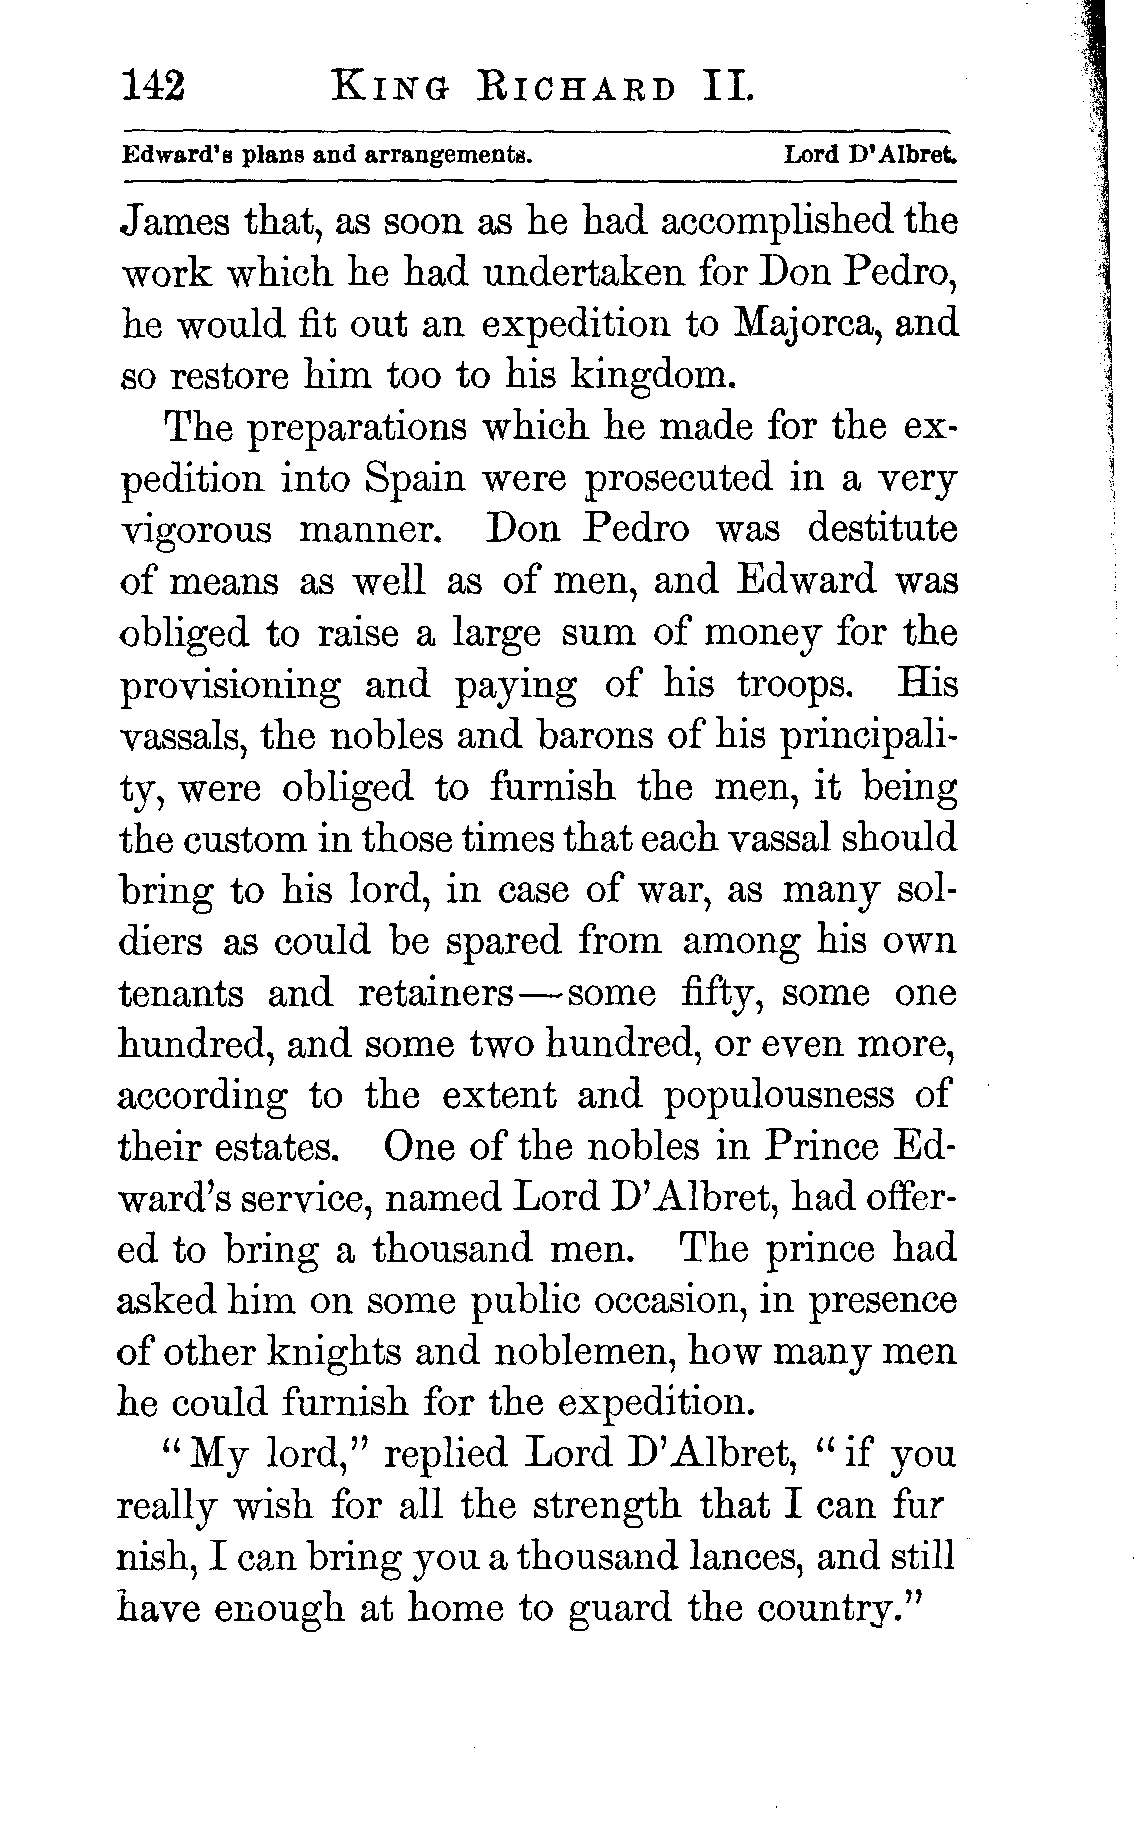 142 KING RICHARD II.
Edward's plans and arrangements. Lord D'Albret.
James that, as soon as he had accomplished the
work which he had undertaken for Don Pedro,
he would fit out an expedition to Majorca, and
so restore him too to his kingdom.
The preparations which he made for the ex-
pedition into Spain were prosecuted in a very
vigorous manner. Don Pedro was destitute
of means as well as of men, and Edward was
obliged to raise a large sum of money for the
provisioning and paying of his troops. His
vassals, the nobles and barons of his principali-
ty, were obliged to furnish the men, it being
the custom in those times that each vassal should
bring to his lord, in case of war, as many sol-
diers as could be spared from among his own
tenants and retainers—some fifty, some one
hundred, and some two hundred, or even more,
according to the extent and populousness of
their estates. One of the nobles in Prince Ed-
ward's service, named Lord D'Albret, had offer-
ed to bring a thousand men. The prince had
asked him on some public occasion, in presence
of other knights and noblemen, how many men
he could furnish for the expedition.
"My lord," replied Lord D'Albret, "if you
really wish for all the strength that I can fur
nish, I can bring you a thousand lances, and still
have enough at home to guard the country."